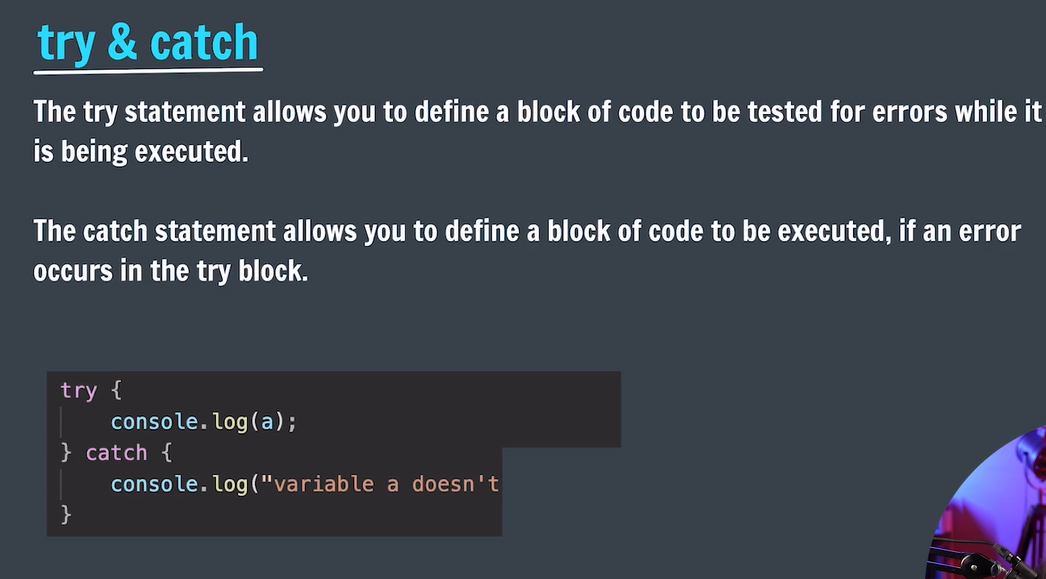 try & catch
The try statement allows you to define a block of code to be tested for errors while it
is being executed.
The catch statement allows you to define a block of code to be executed, if an error
occurs in the try block.
try {
console.log(a);
} catch {
console.log("variable a doesn't
}